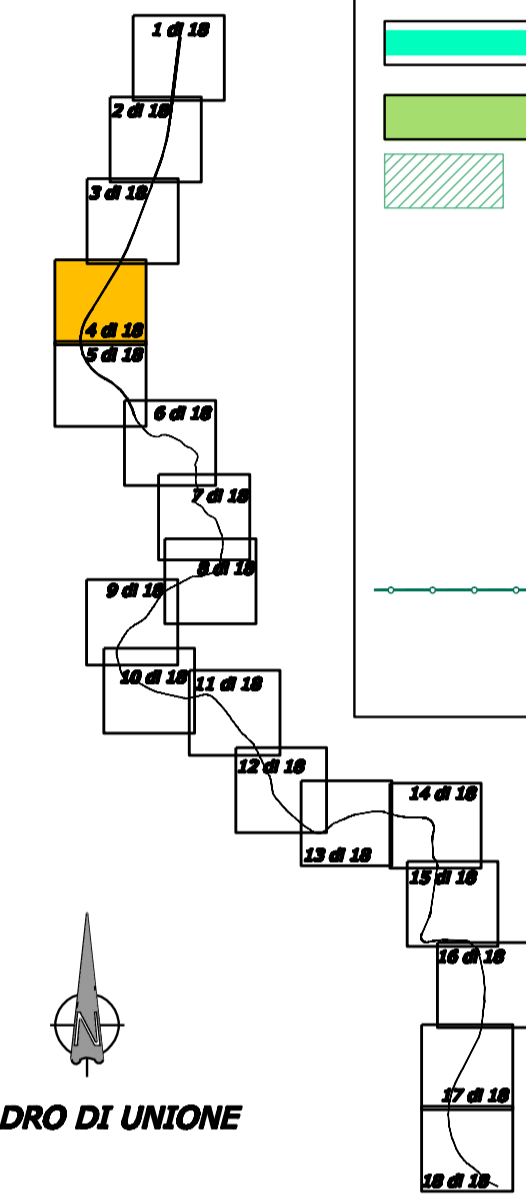 1 di 18
2 di 18
3 di 18
4 di 18
5 di 18
6 di 18
7 di 18
8 di 18
9 di 18
10 di 18
11 di 18
12 di 18
13 di 18
14 di 18
15 di 18
16 di 18
17 di 18
18 di 18
N
DRO DI UNIONE